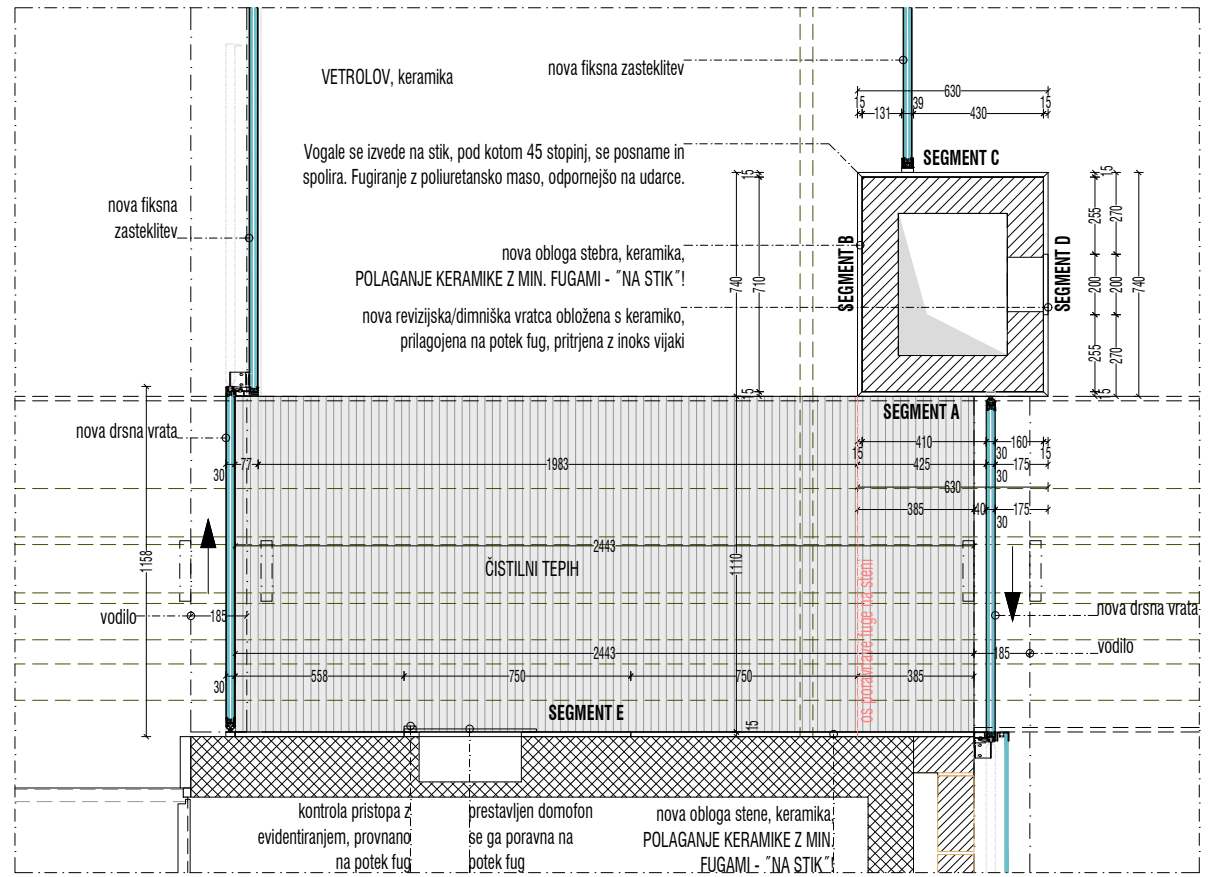 VETROLOV, keramika
nova fiksna zasteklitev
630
15
131
39
430
15
Vogale se izvede na stik, pod kotom 45 stopinj, se posname in
spolira. Fugiranje z poliuretansko maso, odpornejšo na udarce.
SEGMENT C
nova fiksna
zasteklitev
nova obloga stebra, keramika,
POLAGANJE KERAMIKE Z MIN. FUGAMI - ˝NA STIK˝!
nova revizijska/dimniška vratca obložena s keramiko,
prilagojena na potek fug, pritrjena z inoks vijaki
15
740
710
15
SEGMENT B
SEGMENT D
15
255
270
200
200
740
255
270
15
SEGMENT A
nova drsna vrata
15
410
30
160
15
30
77
1983
425
30
175
630
385
40
175
30
1158
2443
1110
ČISTILNI TEPIH
os poravnave fuge na steni
vodilo
185
nova drsna vrata
vodilo
2443
185
30
558
750
750
385
SEGMENT E
15
kontrola pristopa z
evidentiranjem, provnano
na potek fug
prestavljen domofon
se ga poravna na
potek fug
nova obloga stene, keramika,
POLAGANJE KERAMIKE Z MIN.
FUGAMI - ˝NA STIK˝!